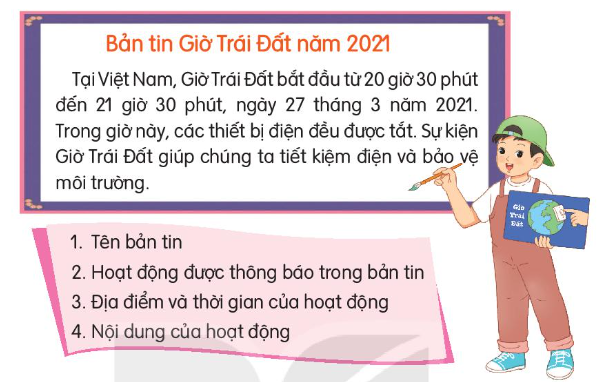 Bản tin Giờ Trái Đất năm 2021
Tại Việt Nam, Giờ Trái Đất bắt đầu từ 20 giờ 30 phút
đến 21 giờ 30 phút, ngày 27 tháng 3 năm 2021.
Trong giờ này, các thiết bị điện đều được tắt. Sự kiện
Giờ Trái Đất giúp chúng ta tiết kiệm điện và bảo vệ
môi trường.
Giờ
Trái
Đất
1. Tên bản tin
2. Hoạt động được thông báo trong bản tin
3. Địa điểm và thời gian của hoạt động
4. Nội dung của hoạt động